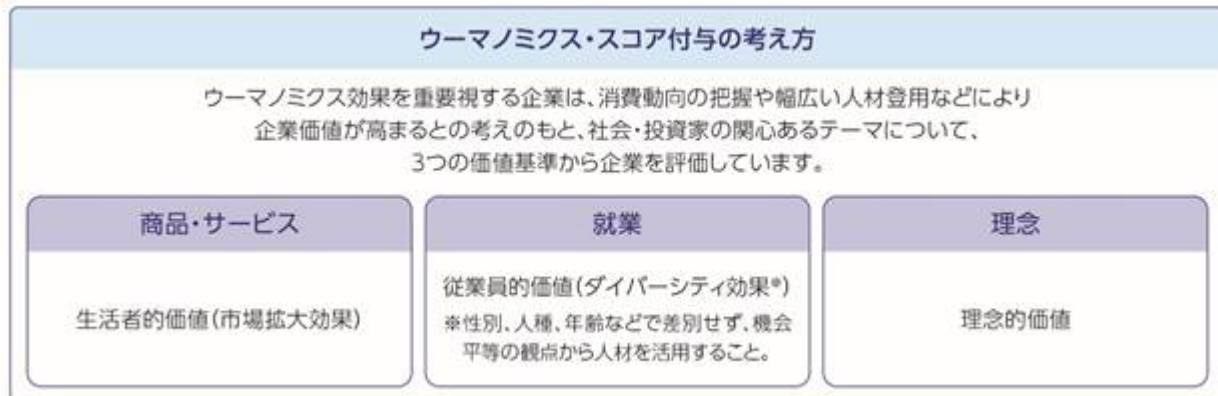 ウーマノミクス・スコア付与の考え方
ウーマノミクス効果を重要視する企業は、消費動向の把握や幅広い人材登用などにより
企業価値が高まるとの考えのもと、社会・投資家の関心あるテーマについて、
3つの価値基準から企業を評価しています。
商品・サービス
生活者的価値(市場拡大効果)
就業
従業員的価値(ダイバーシティ効果※)
※性別、人種、年齢などで差別せず、機会
平等の観点から人材を活用すること。
理念
理念的価値